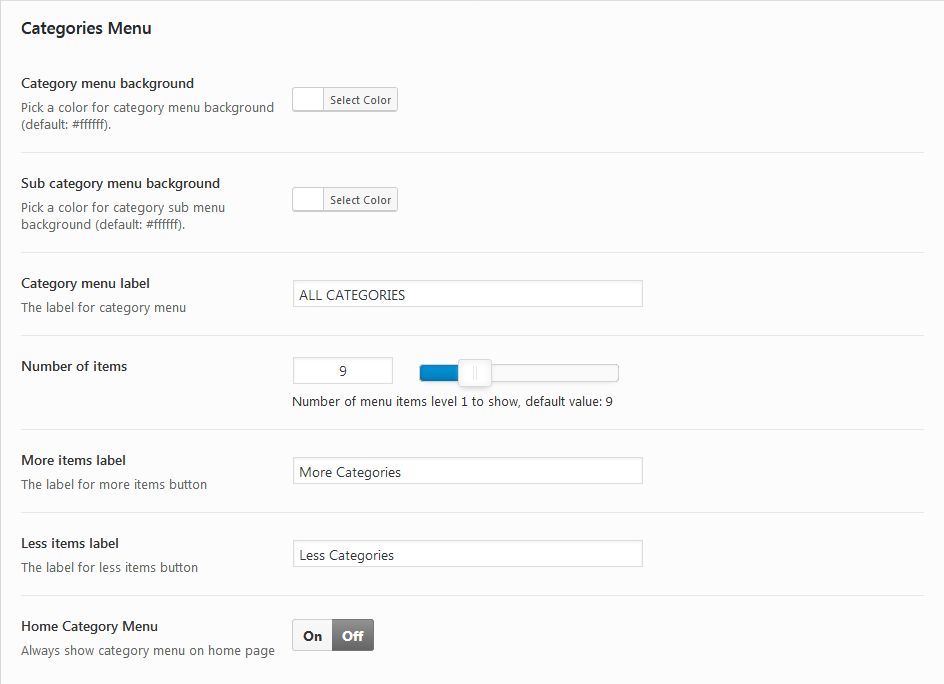 Categories Menu
Category menu background
Pick a color for category menu background
(default: #ffffff).
Select Color
Sub category menu background
Pick a color for category sub menu
background (default: #ffffff).
Select Color
Category menu label
The label for category menu
ALL CATEGORIES
Number of items
9
Number of menu items level 1 to show, default value: 9
More items label
The label for more items button
More Categories
Less items label
The label for less items button
Less Categories
Home Category Menu
Always show category menu on home page
On Off